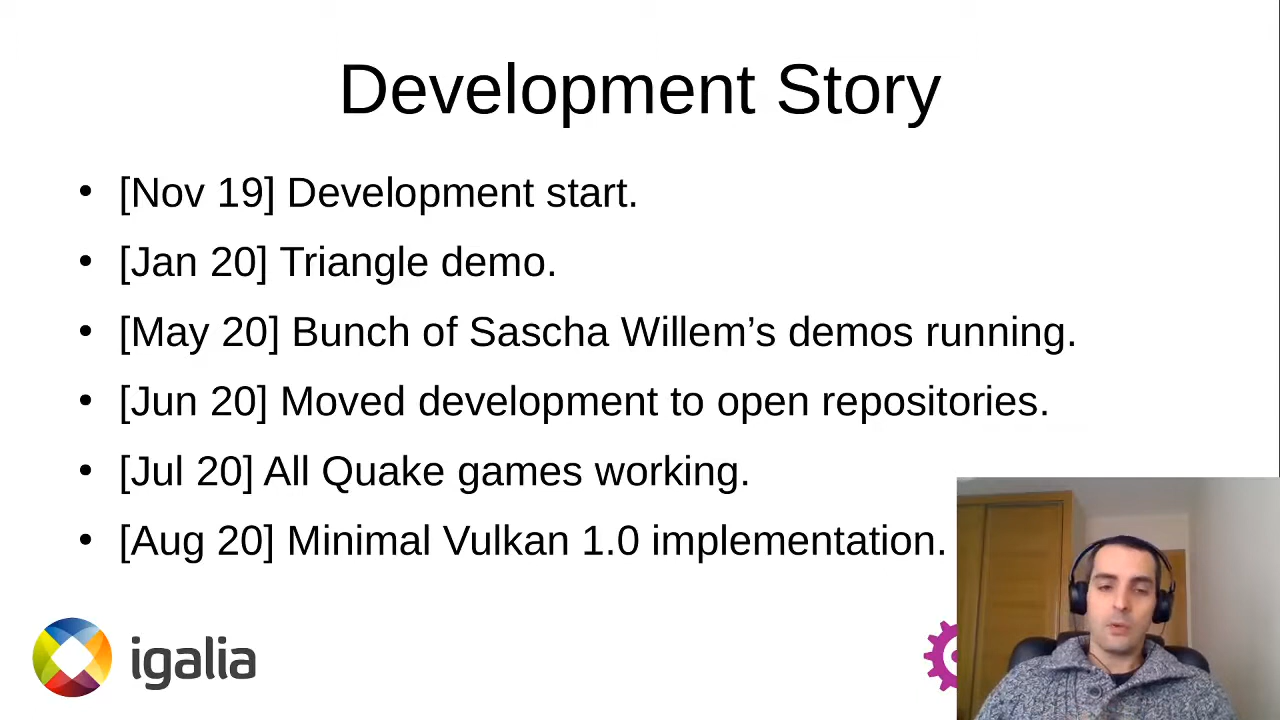 Development Story
• [Nov 19] Development start.
• [Jan 20] Triangle demo.
• [May 20] Bunch of Sascha Willem’s demos running.
• [Jun 20] Moved development to open repositories.
• [Jul 20] All Quake games working.
• [Aug 20] Minimal Vulkan 1.0 implementation.
igalia